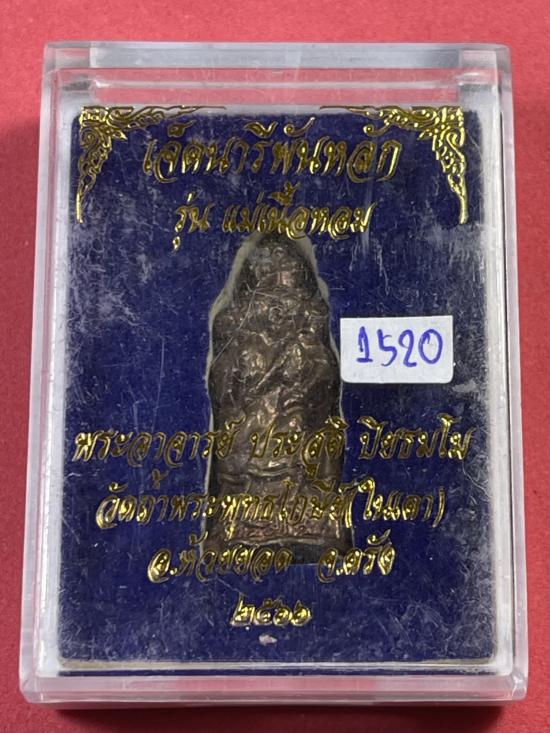 เจ็ดนารีพันหลัก
รุ่น แม่เนื้อหอม
1520
พระอาจารย์ ประสูติ ปิยธมฺโม
วัดถ้ำพระพุทธโกษีย์(ในเตา)
อ.ห้วยยอด จ.ตรัง
๒๕๖๖